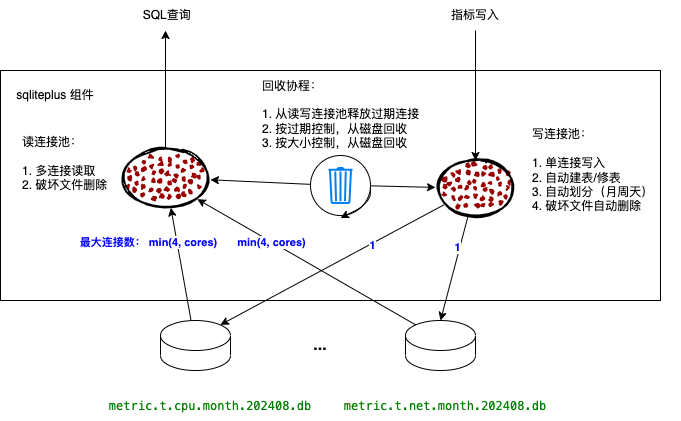 SQL查询
指标写入
sqliteplus 组件
回收协程：
1. 从读写连接池释放过期连接
2. 按过期控制，从磁盘回收
3. 按大小控制，从磁盘回收
读连接池：
1. 多连接读取
2. 破坏文件删除
写连接池：
1. 单连接写入
2. 自动建表/修表
3. 自动划分（月周天）
4. 破坏文件自动删除
最大连接数： min(4, cores)
min(4, cores)
1
1
...
metric.t.cpu.month.202408.db
metric.t.net.month.202408.db